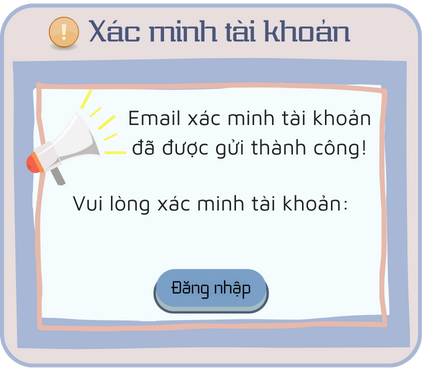 Xác minh tài khoản
Email xác minh tài khoản
đã được gửi thành công!
Vui lòng xác minh tài khoản:
Đăng nhập